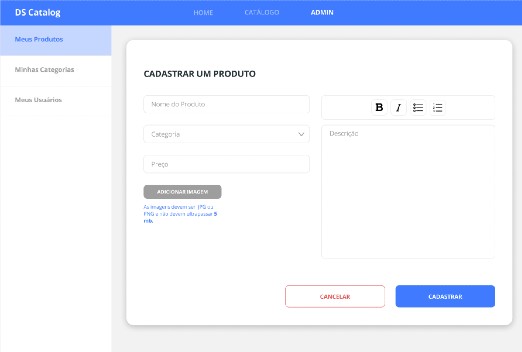 DS Catalog
HOME
CATÁLOGO
ADMIN
Meus Produtos
Minhas Categorias
Meus Usuários
CADASTRAR UM PRODUTO
Nome do Produto
Categoria
Preço
ADICIONAR IMAGEM
As imagens devem ser JPG ou
PNG e não devem ultrapassar 5
mb.
B I
Descrição
CANCELAR
CADASTRAR